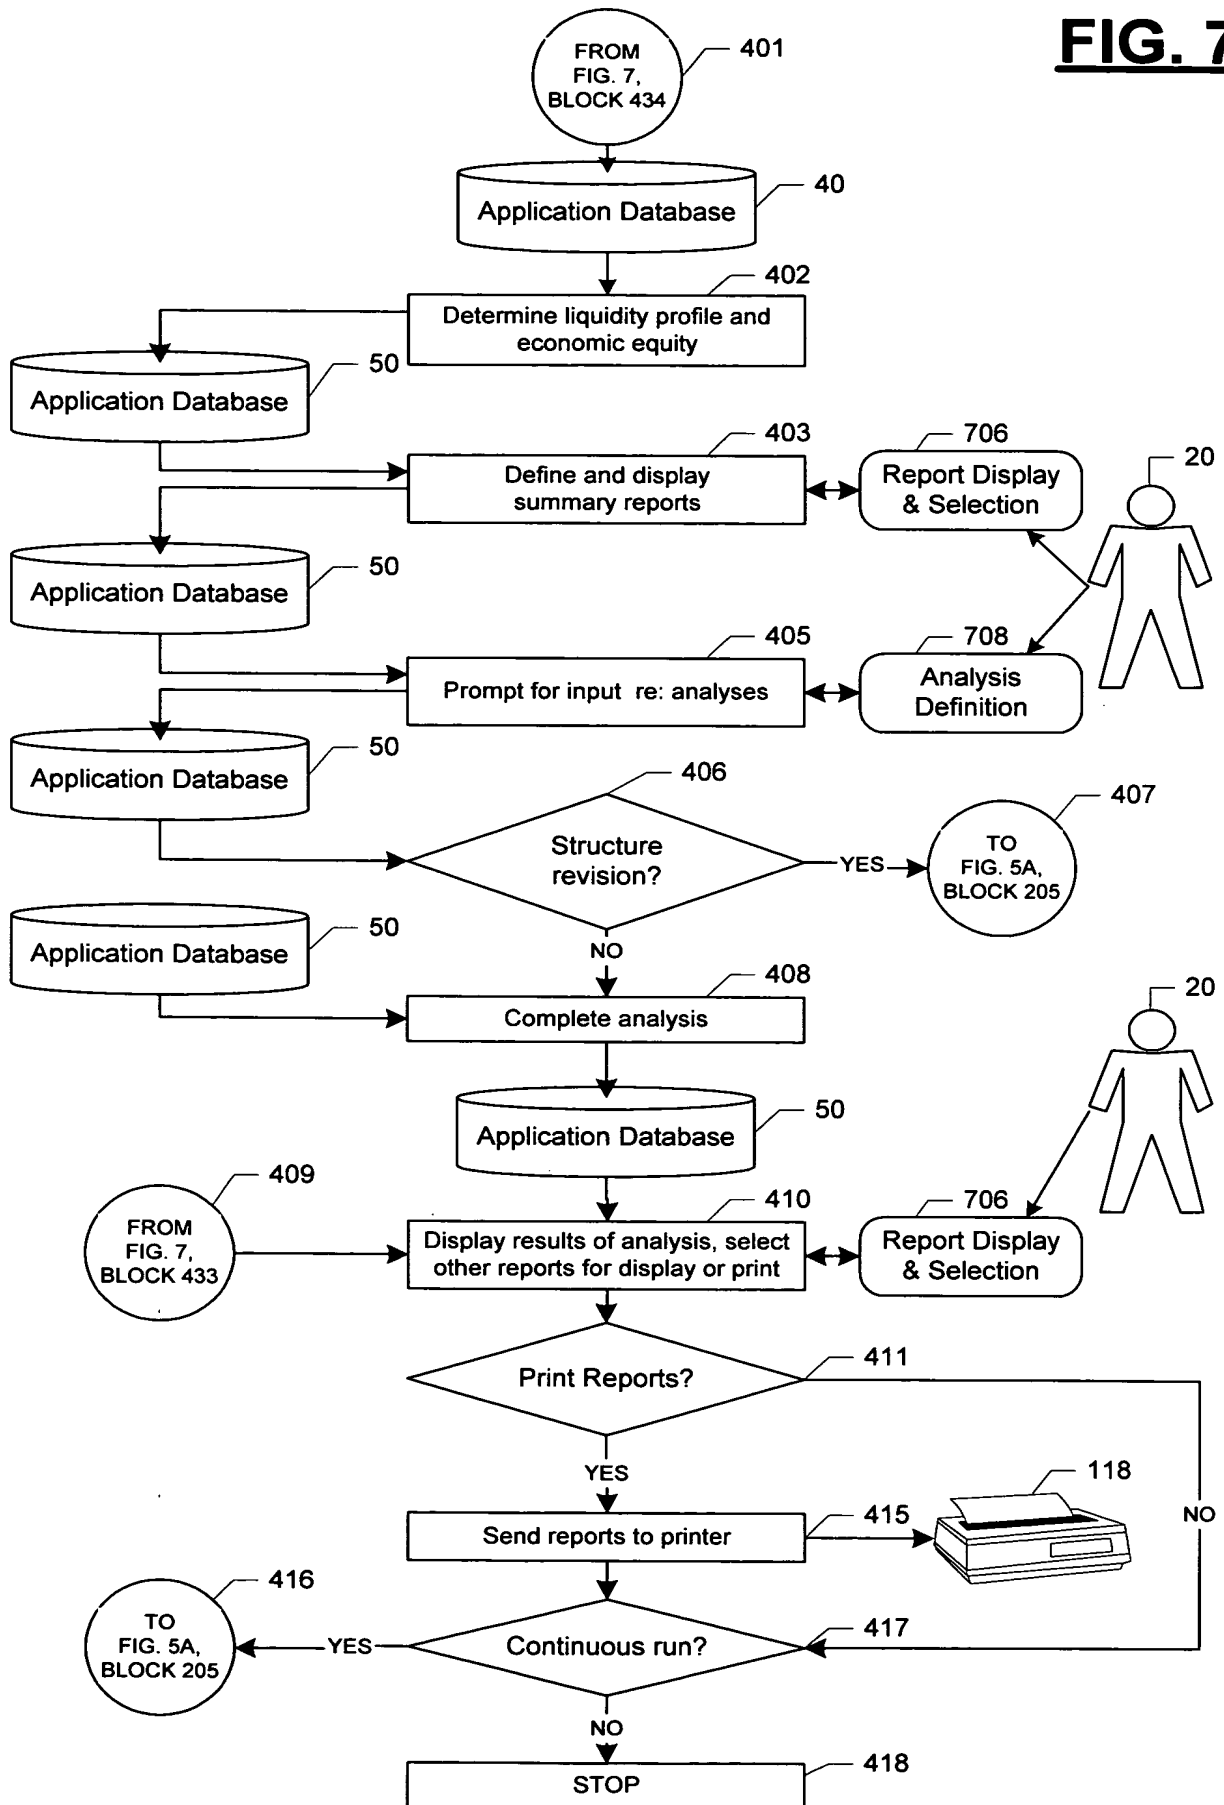 FIG. 7
FROM
FIG. 7,
BLOCK 434
401
Application Database
40
402
Determine liquidity profile and
economic equity
50
Application Database
403
Define and display
summary reports
706
Report Display
& Selection
20
50
Application Database
405
Prompt for input re: analyses
708
Analysis
Definition
50
Application Database
406
Structure
revision?
YES
407
TO
FIG. 5A,
BLOCK 205
NO
50
Application Database
408
Complete analysis
20
50
Application Database
409
FROM
FIG. 7,
BLOCK 433
410
Display results of analysis, select
other reports for display or print
706
Report Display
& Selection
Print Reports?
411
YES
NO
Send reports to printer
415
118
416
TO
FIG. 5A,
BLOCK 205
YES
Continuous run?
417
NO
STOP
418